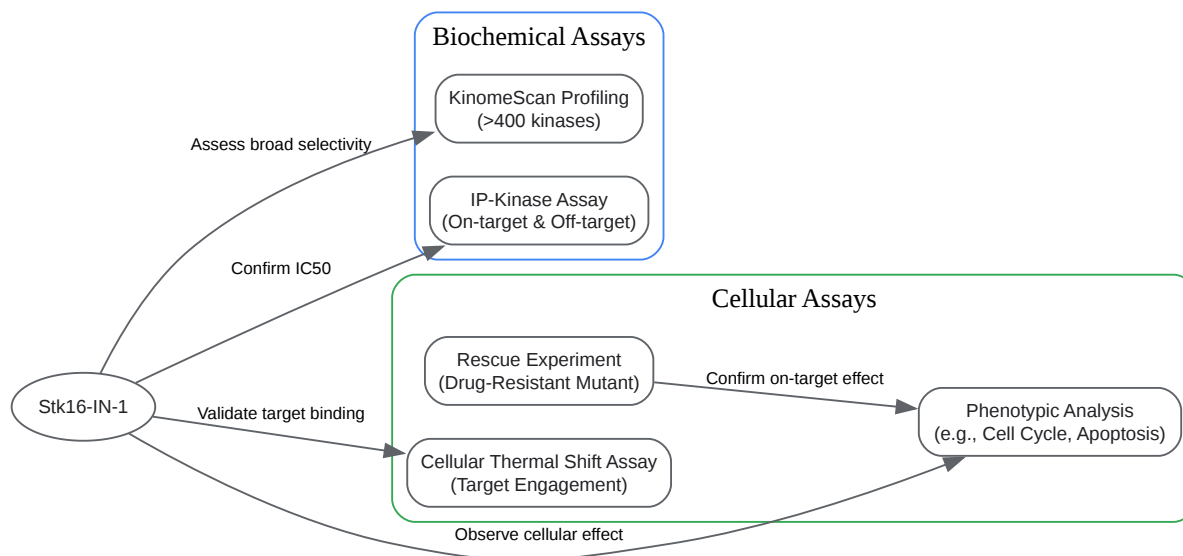 Biochemical Assays
KinomeScan Profiling
(>400 kinases)
Assess broad selectivity
IP-Kinase Assay
(On-target & Off-target)
Confirm IC50
Cellular Assays
Rescue Experiment
(Drug-Resistant Mutant)
Confirm on-target effect
Stk16-IN-1
Validate target binding
Phenotypic Analysis
(e.g., Cell Cycle, Apoptosis)
Cellular Thermal Shift Assay
(Target Engagement)
Observe cellular effect